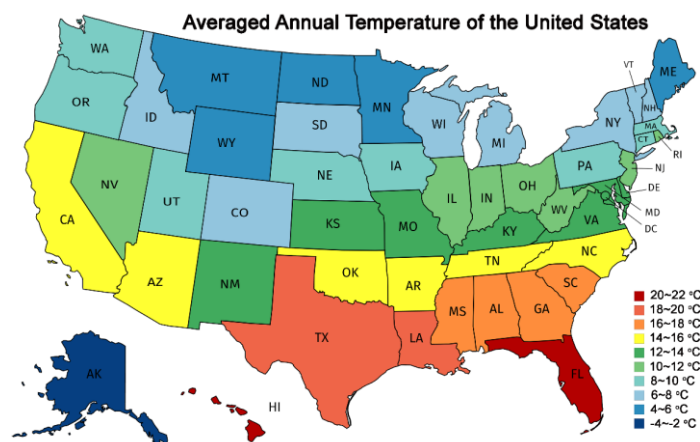 Averaged Annual Temperature of the United States
WA
MT
ND
MN
ME
VT
NH
OR
ID
WY
SD
WI
MI
NY
MA
CT
RI
NV
UT
CO
NE
IA
IL
IN
OH
PA
NJ
DE
MD
DC
WV
VA
CA
AZ
NM
KS
MO
KY
OK
AR
TN
NC
SC
TX
LA
MS
AL
GA
FL
AK
HI
20~22 °C
18~20 °C
16~18 °C
14~16 °C
12~14 °C
10~12 °C
8~10 °C
6~8 °C
4~6 °C
-4~-2 °C